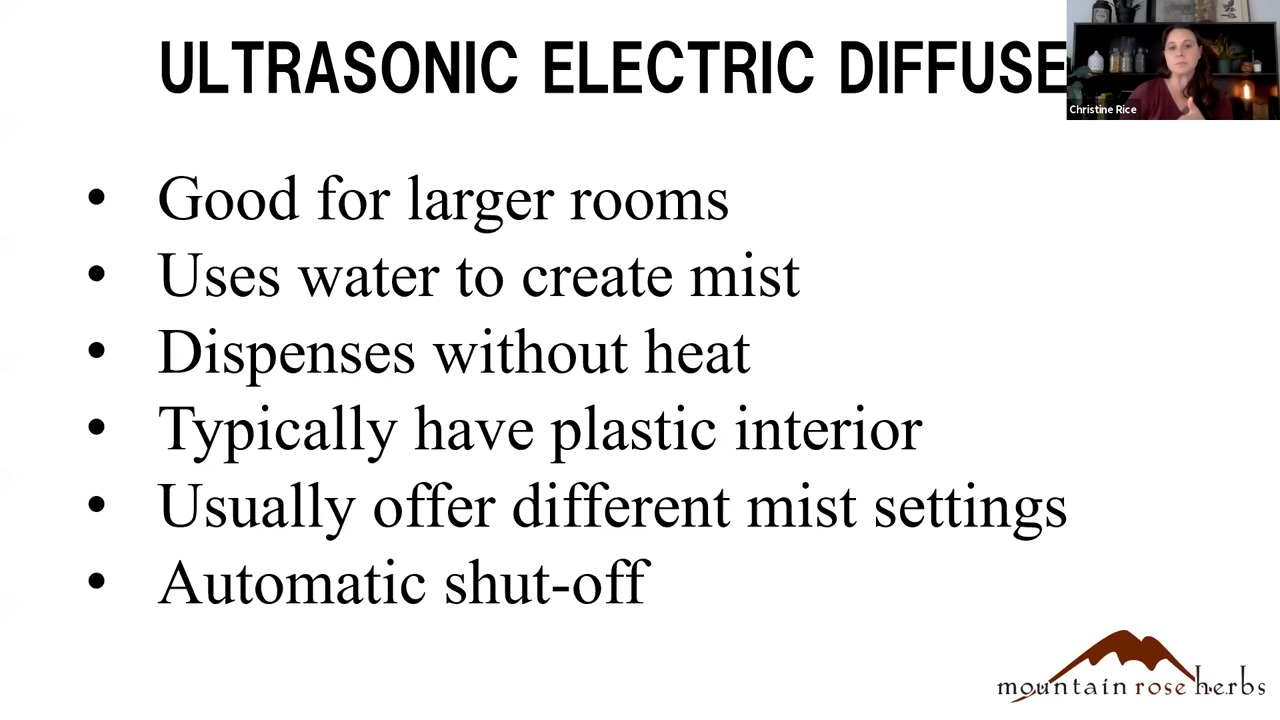 ULTRASONIC ELECTRIC DIFFUSE
Christine Rice
• Good for larger rooms
• Uses water to create mist
• Dispenses without heat
• Typically have plastic interior
• Usually offer different mist settings
• Automatic shut-off
mountain rose herbs